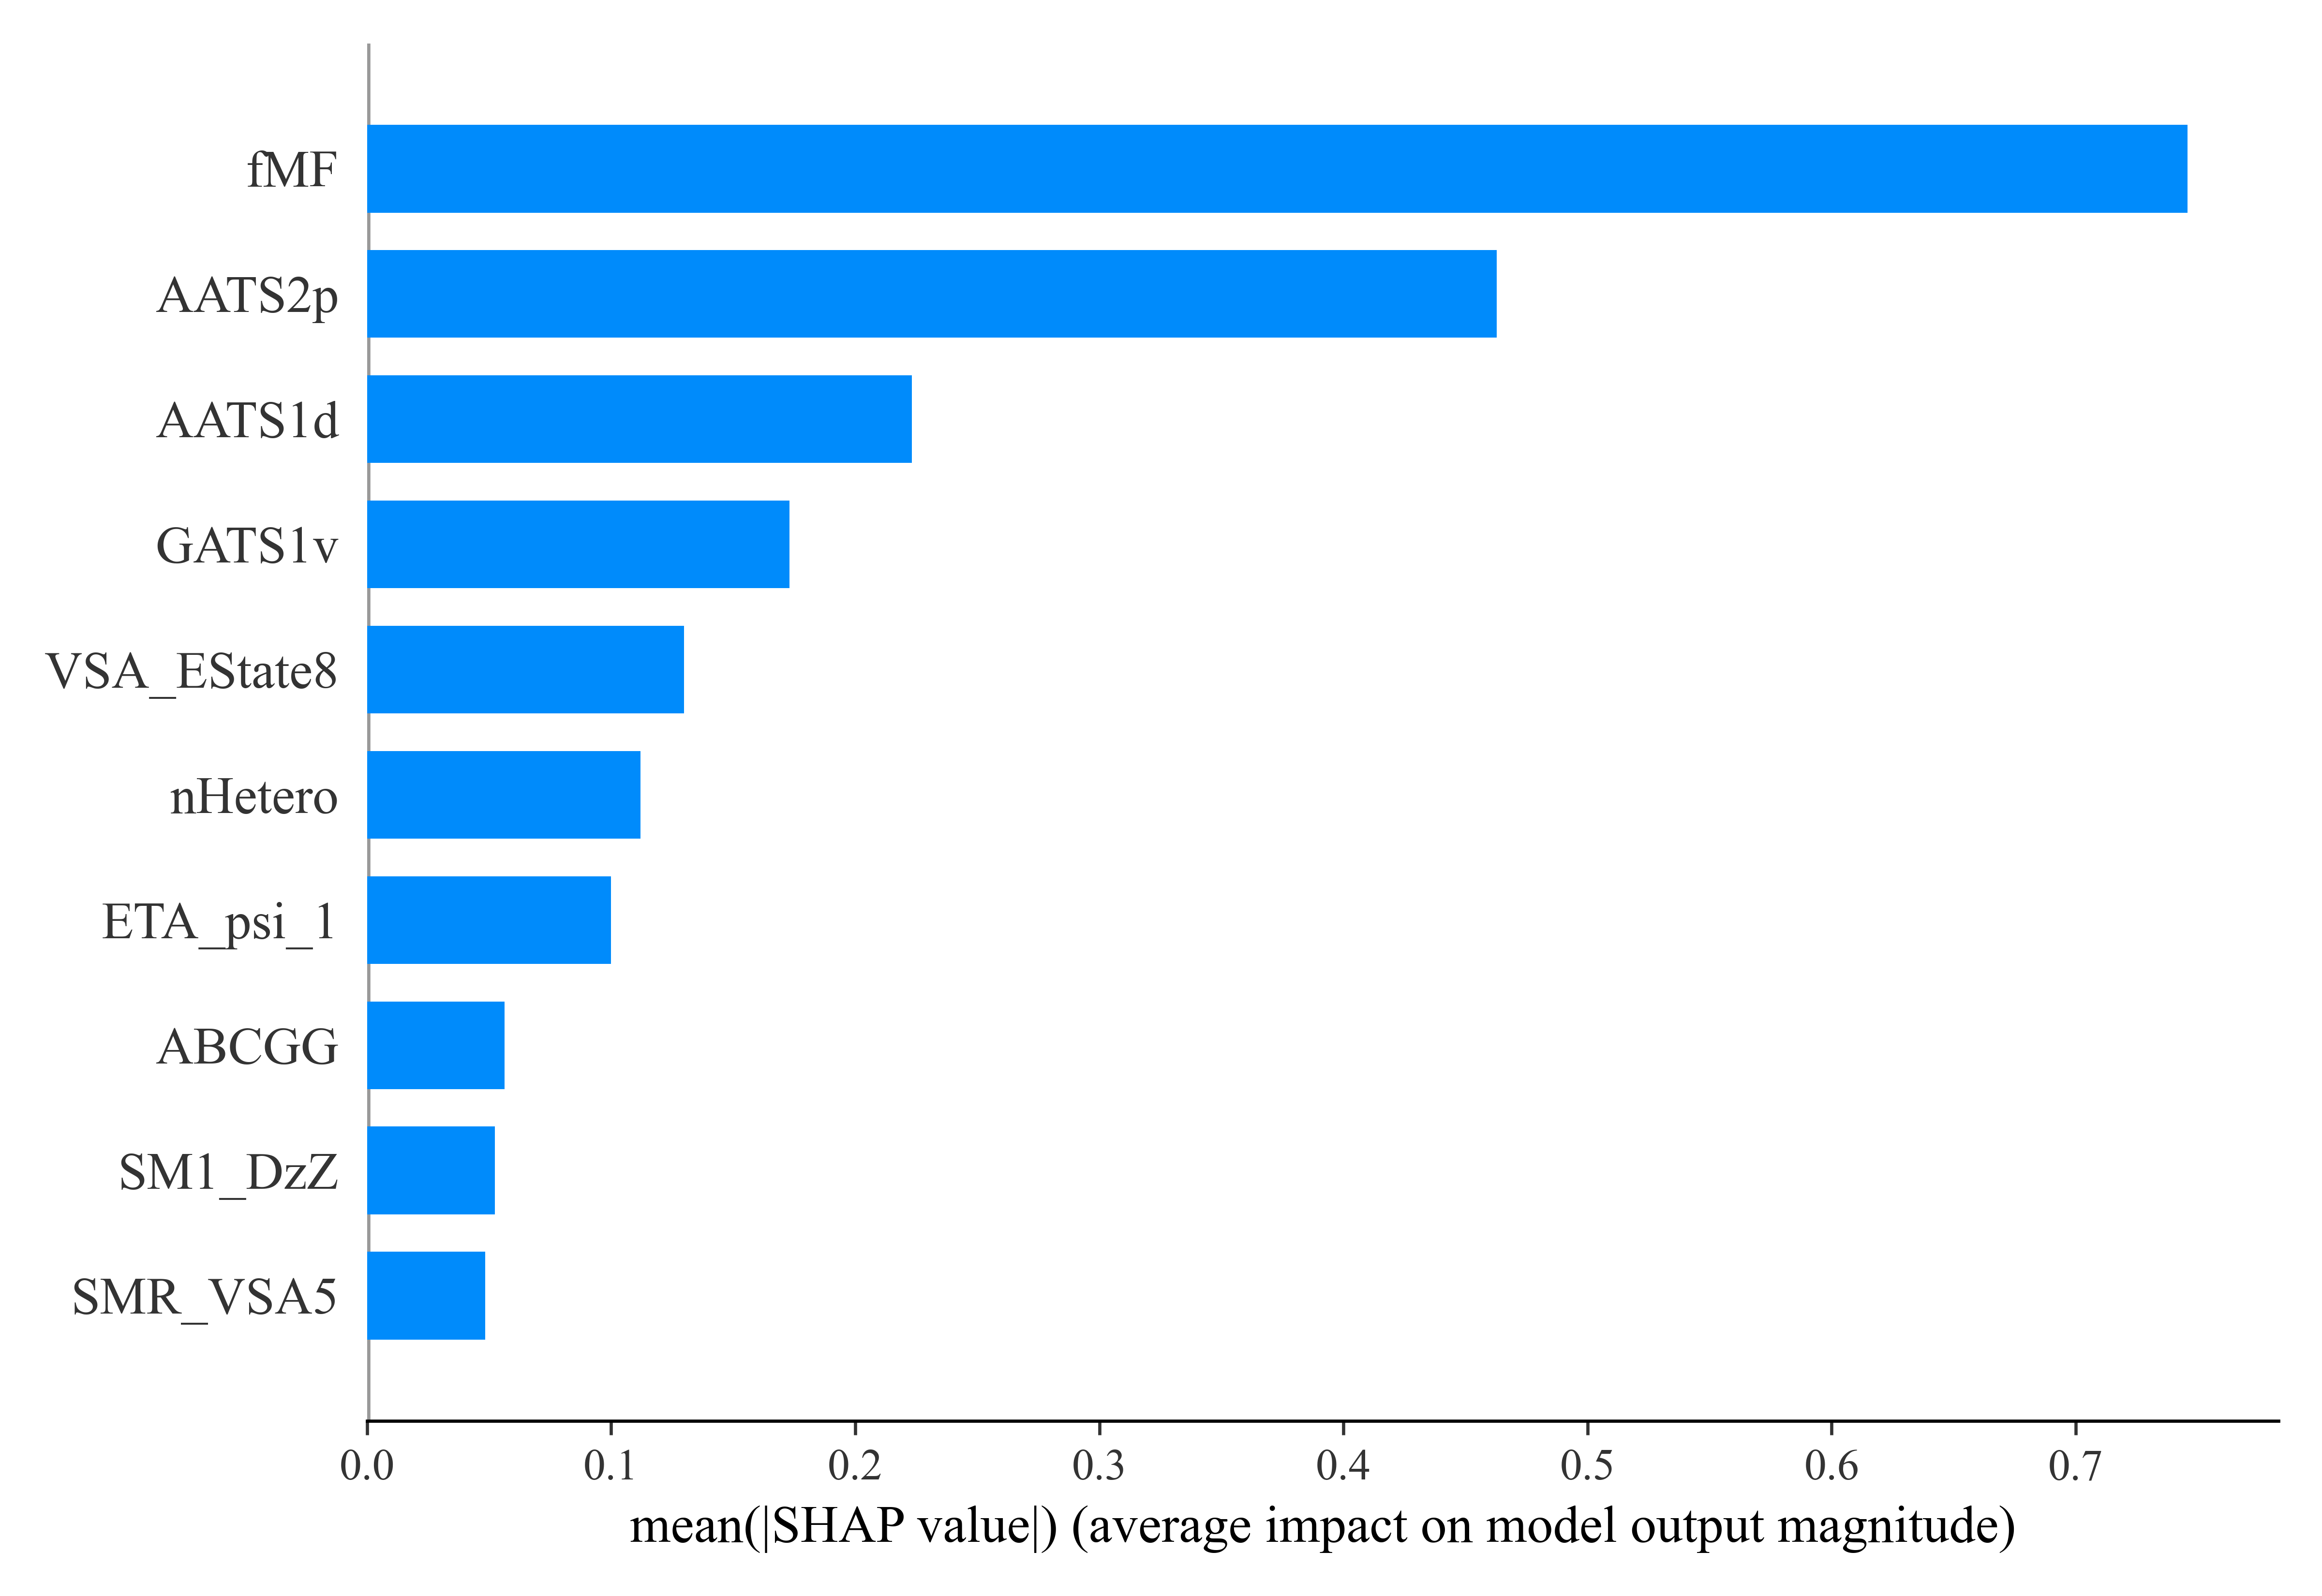 fMF
AATS2p
AATS1d
GATS1v
VSA_EState8
nHetero
ETA_psi_1
ABCGG
SM1_DzZ
SMR_VSA5
0.0 0.1 0.2 0.3 0.4 0.5 0.6 0.7
mean(|SHAP value|) (average impact on model output magnitude)